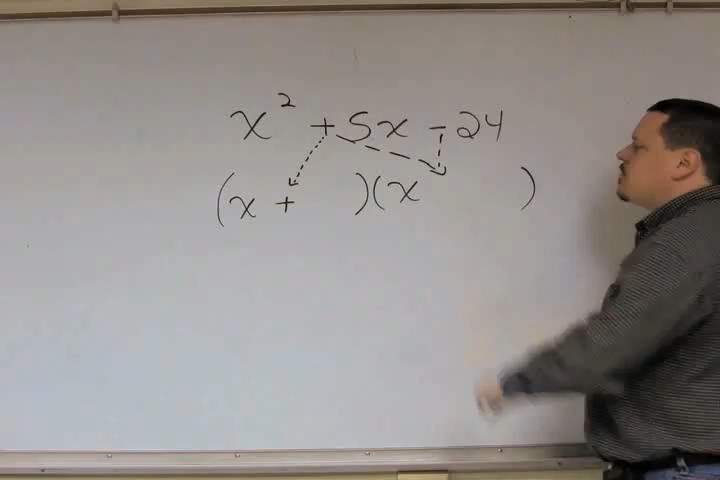 x² + 5x - 24
(x +    )(x    )